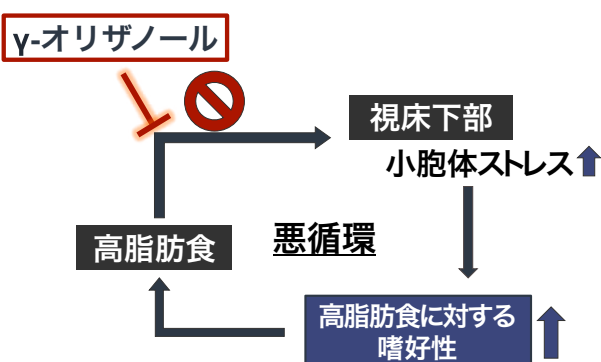 γ-オリザノール
視床下部
小胞体ストレス
高脂肪食
悪循環
高脂肪食に対する
嗜好性